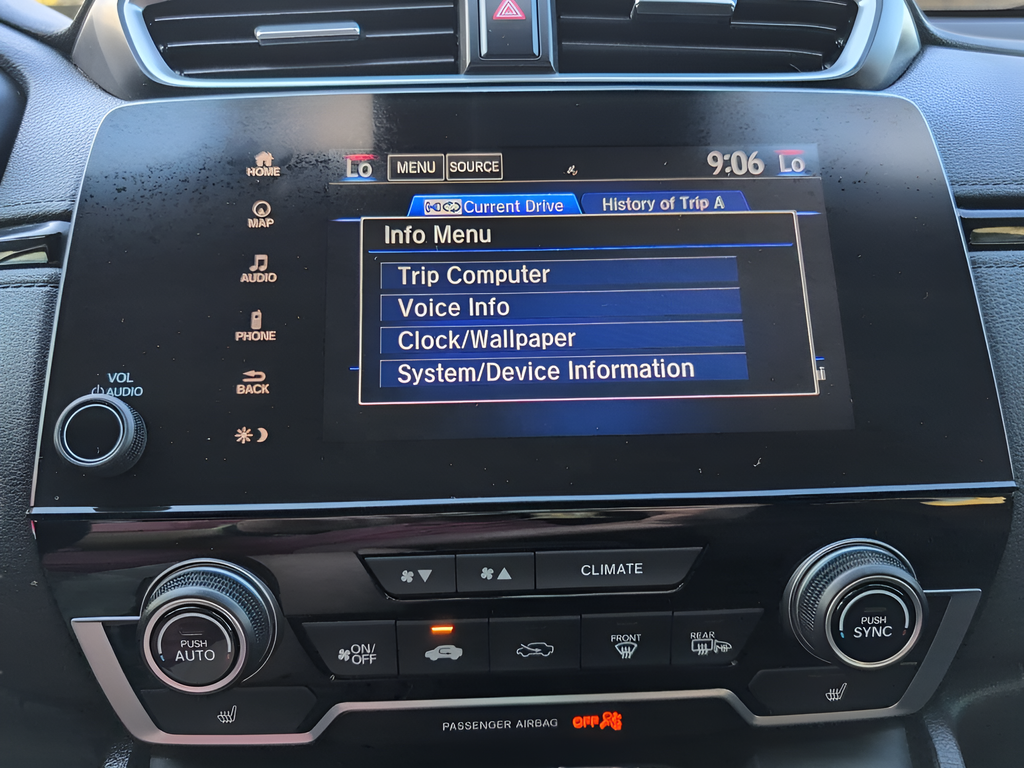 HOME
MAP
AUDIO
PHONE
BACK
VOL
AUDIO
Lo MENU SOURCE 9:06 Lo
Current Drive History of Trip A
Info Menu
Trip Computer
Voice Info
Clock/Wallpaper
System/Device Information
CLIMATE
PUSH
AUTO
ON/
OFF
FRONT
REAR
PUSH
SYNC
PASSENGER AIRBAG OFF